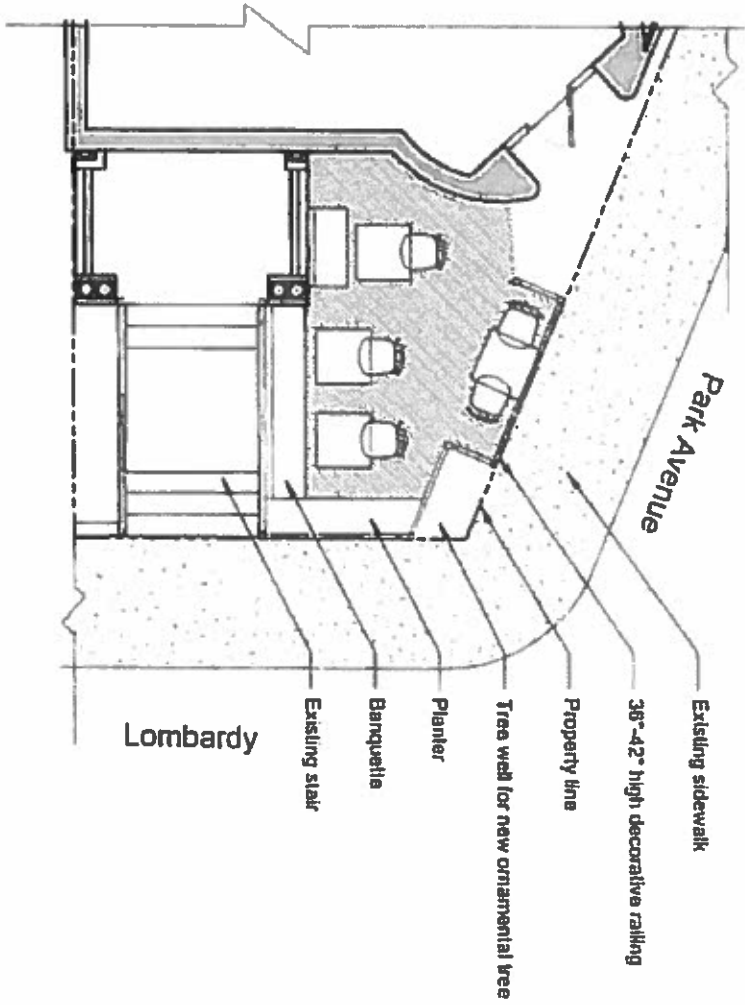 Park Avenue
Lombardy
Existing sidewalk
36"-42" high decorative railing
Property line
Tree well for new ornamental tree
Planter
Banquette
Existing stair